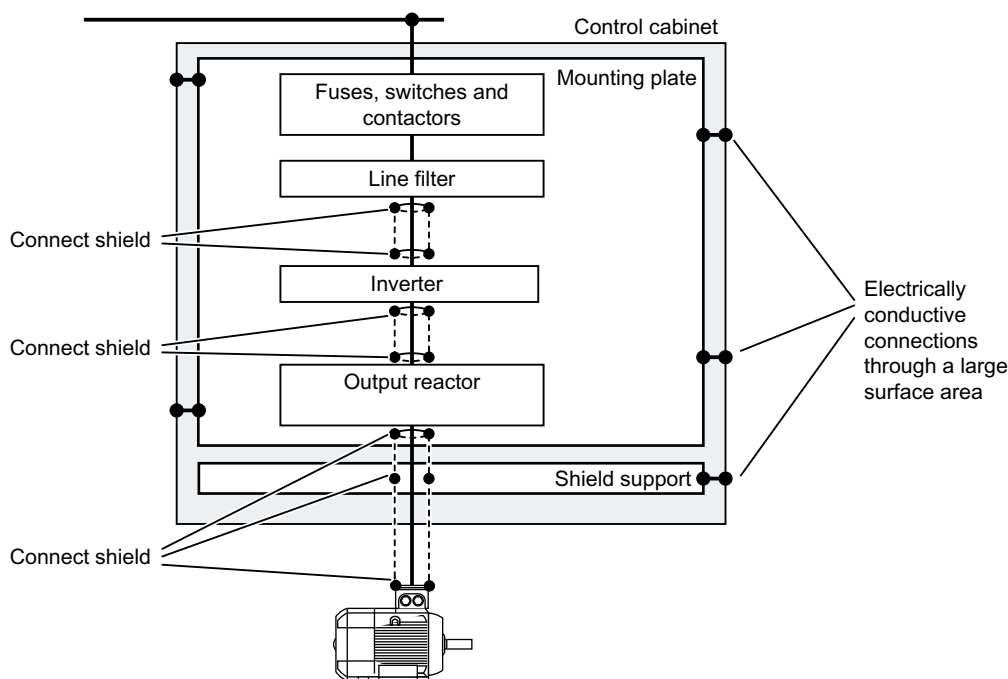 Control cabinet
Mounting plate
Fuses, switches and
contactors
Line filter
Connect shield
Inverter
Electrically
conductive
connections
through a large
surface area
Connect shield
Output reactor
Shield support
Connect shield